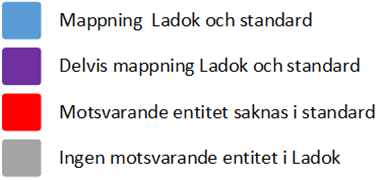 Mappning Ladok och standard
Delvis mappning Ladok och standard
Motsvarande entitet saknas i standard
Ingen motsvarande entitet i Ladok